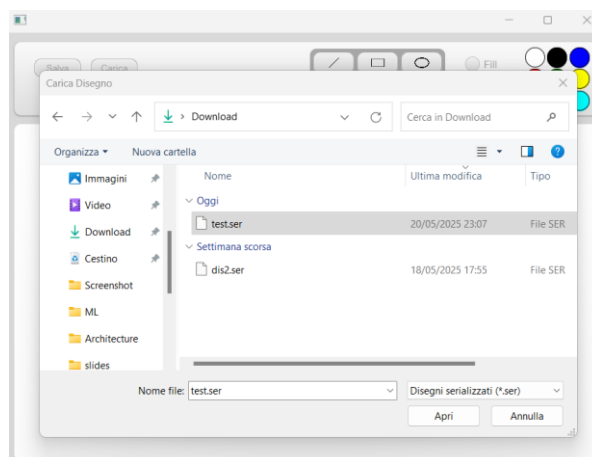 Salva Carica Fill
Carica Disegno
Download Cerca in Download
Organizza Nuova cartella
Nome Ultima modifica Tipo
Immagini
Video
Download
Cestino
Screenshot
ML
Architecture
slides
Oggi
test.ser 20/05/2025 23:07 File SER
Settimana scorsa
dis2.ser 18/05/2025 17:55 File SER
Nome file: test.ser Disegni serializzati (*.ser)
Apri Annulla